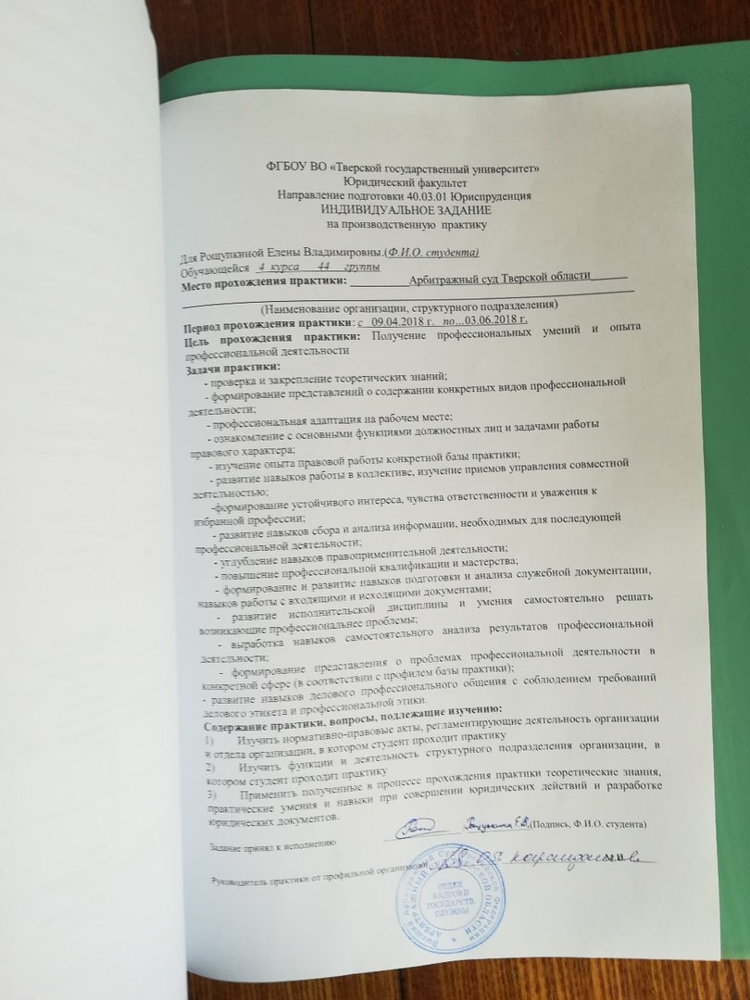 ФГБОУ ВО «Тверской государственный университет»
Юридический факультет
Направление подготовки 40.03.01 Юриспруденция
ИНДИВИДУАЛЬНОЕ ЗАДАНИЕ
на производственную практику
Для Рощупкиной Елены Владимировны.(Ф.И.О. студента)
Обучающейся 4 курса 44 группы
Место прохождения практики: Арбитражный суд Тверской области
(Наименование организации, структурного подразделения)
Период прохождения практики: с 09.04.2018 г. по...03.06.2018 г.
Цель прохождения практики: Получение профессиональных умений и опыта
профессиональной деятельности
Задачи практики:
- проверка и закрепление теоретических знаний;
- формирование представлений о содержании конкретных видов профессиональной
деятельности;
- профессиональная адаптация на рабочем месте;
- ознакомление с основными функциями должностных лиц и задачами работы
правового характера;
- изучение опыта правовой работы конкретной базы практики;
- развитие навыков работы в коллективе, изучение приемов управления совместной
деятельностью;
-формирование устойчивого интереса, чувства ответственности и уважения к
избранной профессии;
- развитие навыков сбора и анализа информации, необходимых для последующей
профессиональной деятельности;
- углубление навыков правоприменительной деятельности;
- повышение профессиональной квалификации и мастерства;
- формирование и развитие навыков подготовки и анализа служебной документации,
навыков работы с входящими и исходящими документами;
- развитие исполнительской дисциплины и умения самостоятельно решать
возникающие профессиональнее проблемы;
- выработка навыков самостоятельного анализа результатов профессиональной
деятельности;
- формирование представления о проблемах профессиональной деятельности в
конкретной сфере (в соответствии с профилем базы практики);
- развитие навыков делового профессионального общения с соблюдением требований
делового этикета и профессиональной этики.
Содержание практики, вопросы, подлежащие изучению:
1) Изучить нормативно-правовые акты, регламентирующие деятельность организации
и отдела организации, в котором студент проходит практику
2) Изучить функции и деятельность структурного подразделения организации, в
котором студент проходит практику
3) Применить полученные в процессе прохождения практики теоретические знания,
практические умения и навыки при совершении юридических действий и разработке
юридических документов.
Задание принял к исполнению Рощупкина Е.В. (Подпись, Ф.И.О. студента)
Руководитель практики от профильной организации М.П.
АРБИТРАЖНЫЙ СУД ТВЕРСКОЙ ОБЛАСТИ
ОТДЕЛ
КАДРОВ И
ГОСУДАРСТВ.
СЛУЖБЫ